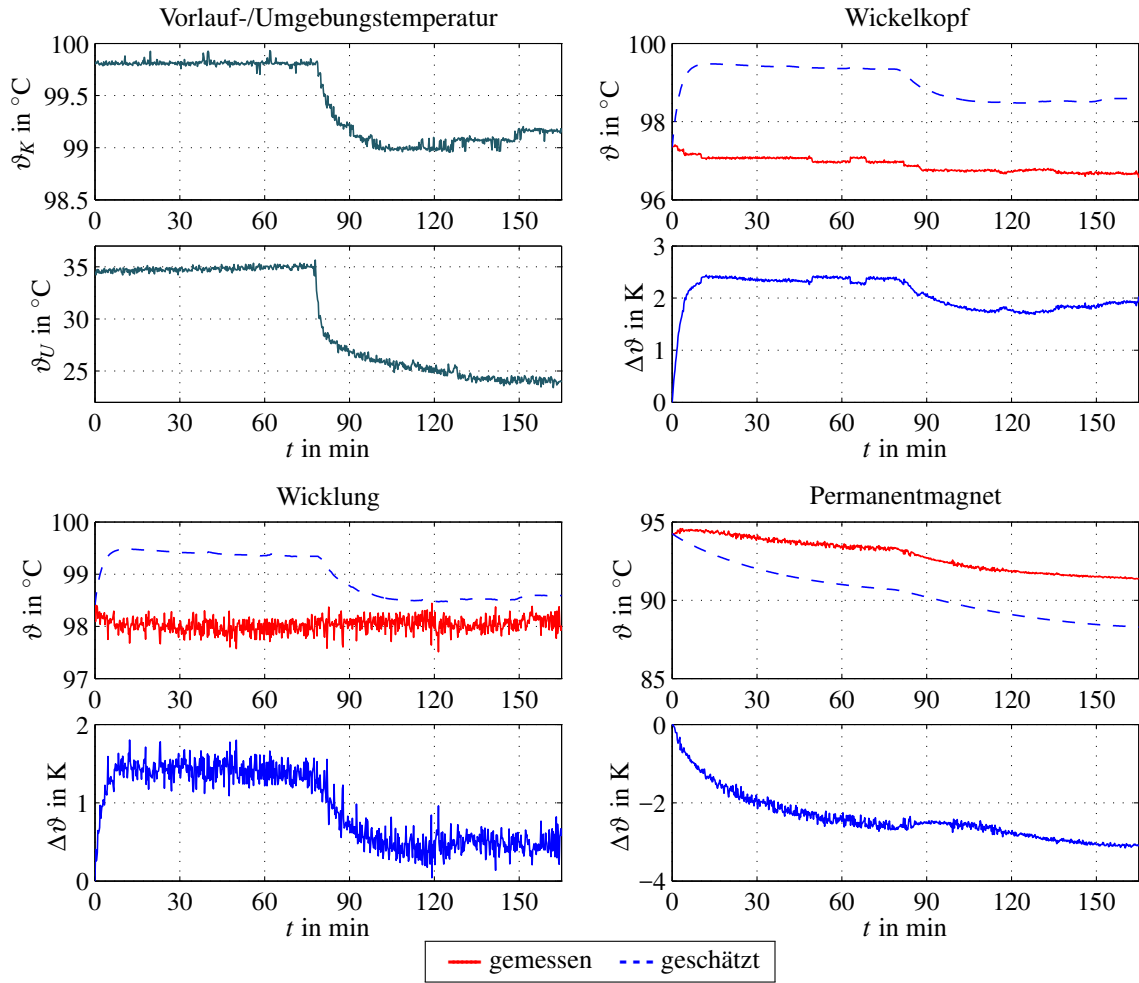 Vorlauf-/Umgebungstemperatur
100
99.5
99
98.5
ϑK in °C
0 30 60 90 120 150
35
25
ϑU in °C
0 30 60 90 120 150
t in min
Wickelkopf
100
98
96
ϑ in °C
0 30 60 90 120 150
3
2
1
0
Δϑ in K
0 30 60 90 120 150
t in min
Wicklung
100
99
98
97
ϑ in °C
0 30 60 90 120 150
2
1
0
Δϑ in K
0 30 60 90 120 150
t in min
Permanentmagnet
95
90
85
ϑ in °C
0 30 60 90 120 150
0
−2
−4
Δϑ in K
0 30 60 90 120 150
t in min
gemessen geschätzt